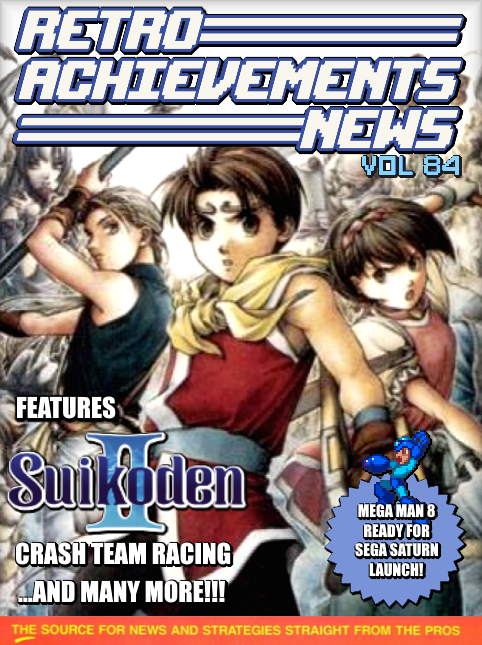 RETRO
ACHIEVEMENTS
NEWS
VOL 84
FEATURES
Suikoden
II
CRASH TEAM RACING
...AND MANY MORE!!!
MEGA MAN 8
READY FOR
SEGA SATURN
LAUNCH!
THE SOURCE FOR NEWS AND STRATEGIES STRAIGHT FROM THE PROS